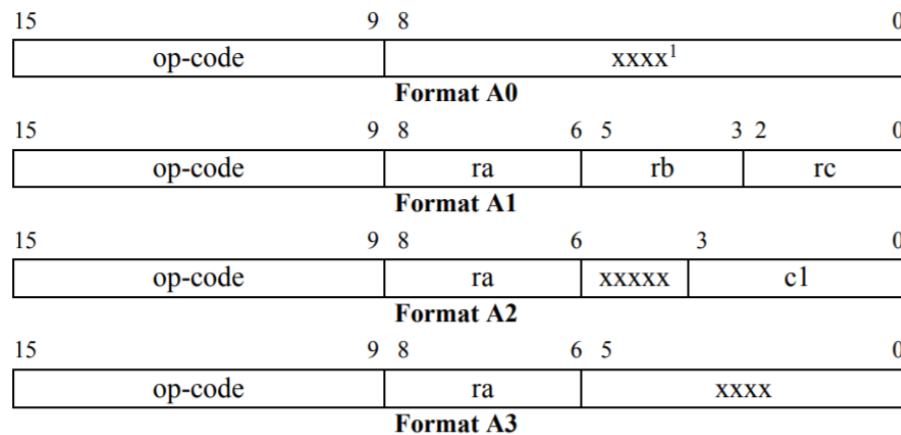 15 9 8 0
op-code xxxx¹
Format A0
15 9 8 6 5 3 2 0
op-code ra rb rc
Format A1
15 9 8 6 3 0
op-code ra xxxxx c1
Format A2
15 9 8 6 5 0
op-code ra xxxx
Format A3